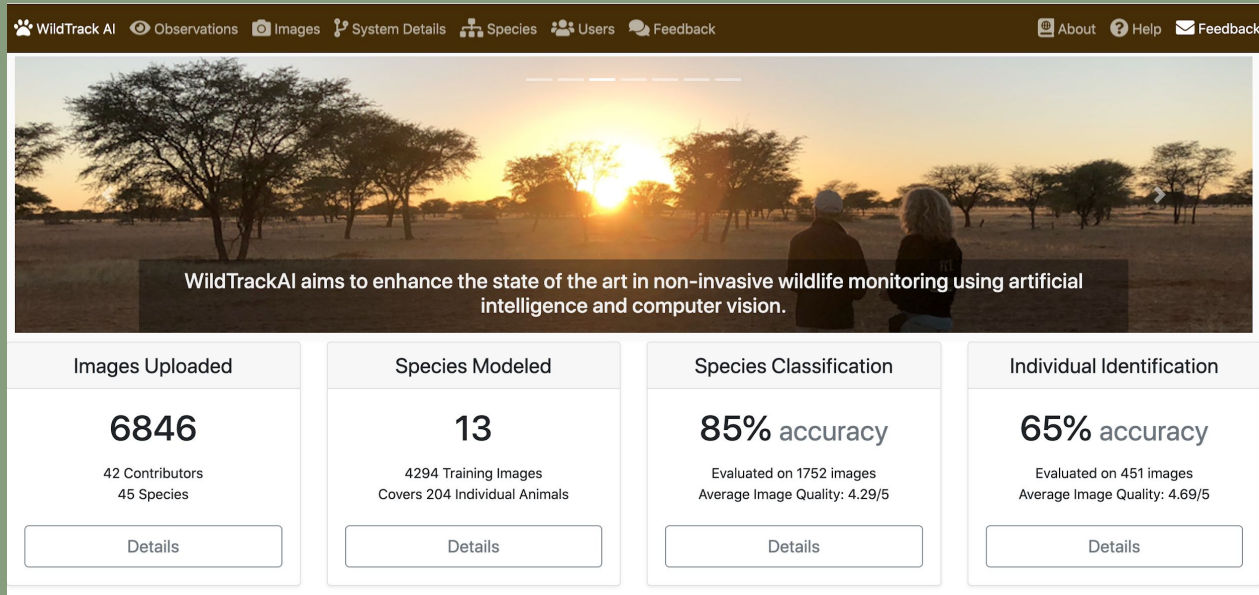 WildTrack AI Observations Images System Details Species Users Feedback About Help Feedback
WildTrackAI aims to enhance the state of the art in non-invasive wildlife monitoring using artificial
intelligence and computer vision.
Images Uploaded
6846
42 Contributors
45 Species
Details
Species Modeled
13
4294 Training Images
Covers 204 Individual Animals
Details
Species Classification
85% accuracy
Evaluated on 1752 images
Average Image Quality: 4.29/5
Details
Individual Identification
65% accuracy
Evaluated on 451 images
Average Image Quality: 4.69/5
Details